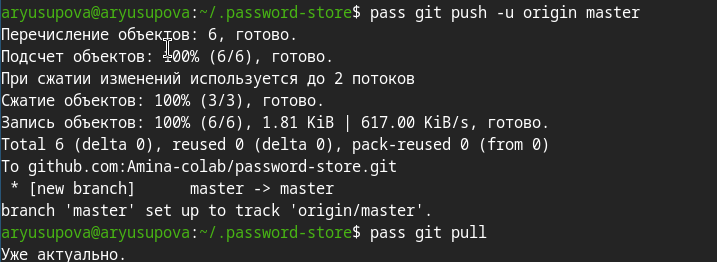 aryusupova@aryusupova:~/.password-store$ pass git push -u origin master
Перечисление объектов: 6, готово.
Подсчет объектов: 100% (6/6), готово.
При сжатии изменений используется до 2 потоков
Сжатие объектов: 100% (3/3), готово.
Запись объектов: 100% (6/6), 1.81 KiB | 617.00 KiB/s, готово.
Total 6 (delta 0), reused 0 (delta 0), pack-reused 0 (from 0)
To github.com:Amina-colab/password-store.git
 * [new branch]      master -> master
branch 'master' set up to track 'origin/master'.
aryusupova@aryusupova:~/.password-store$ pass git pull
Уже актуально.